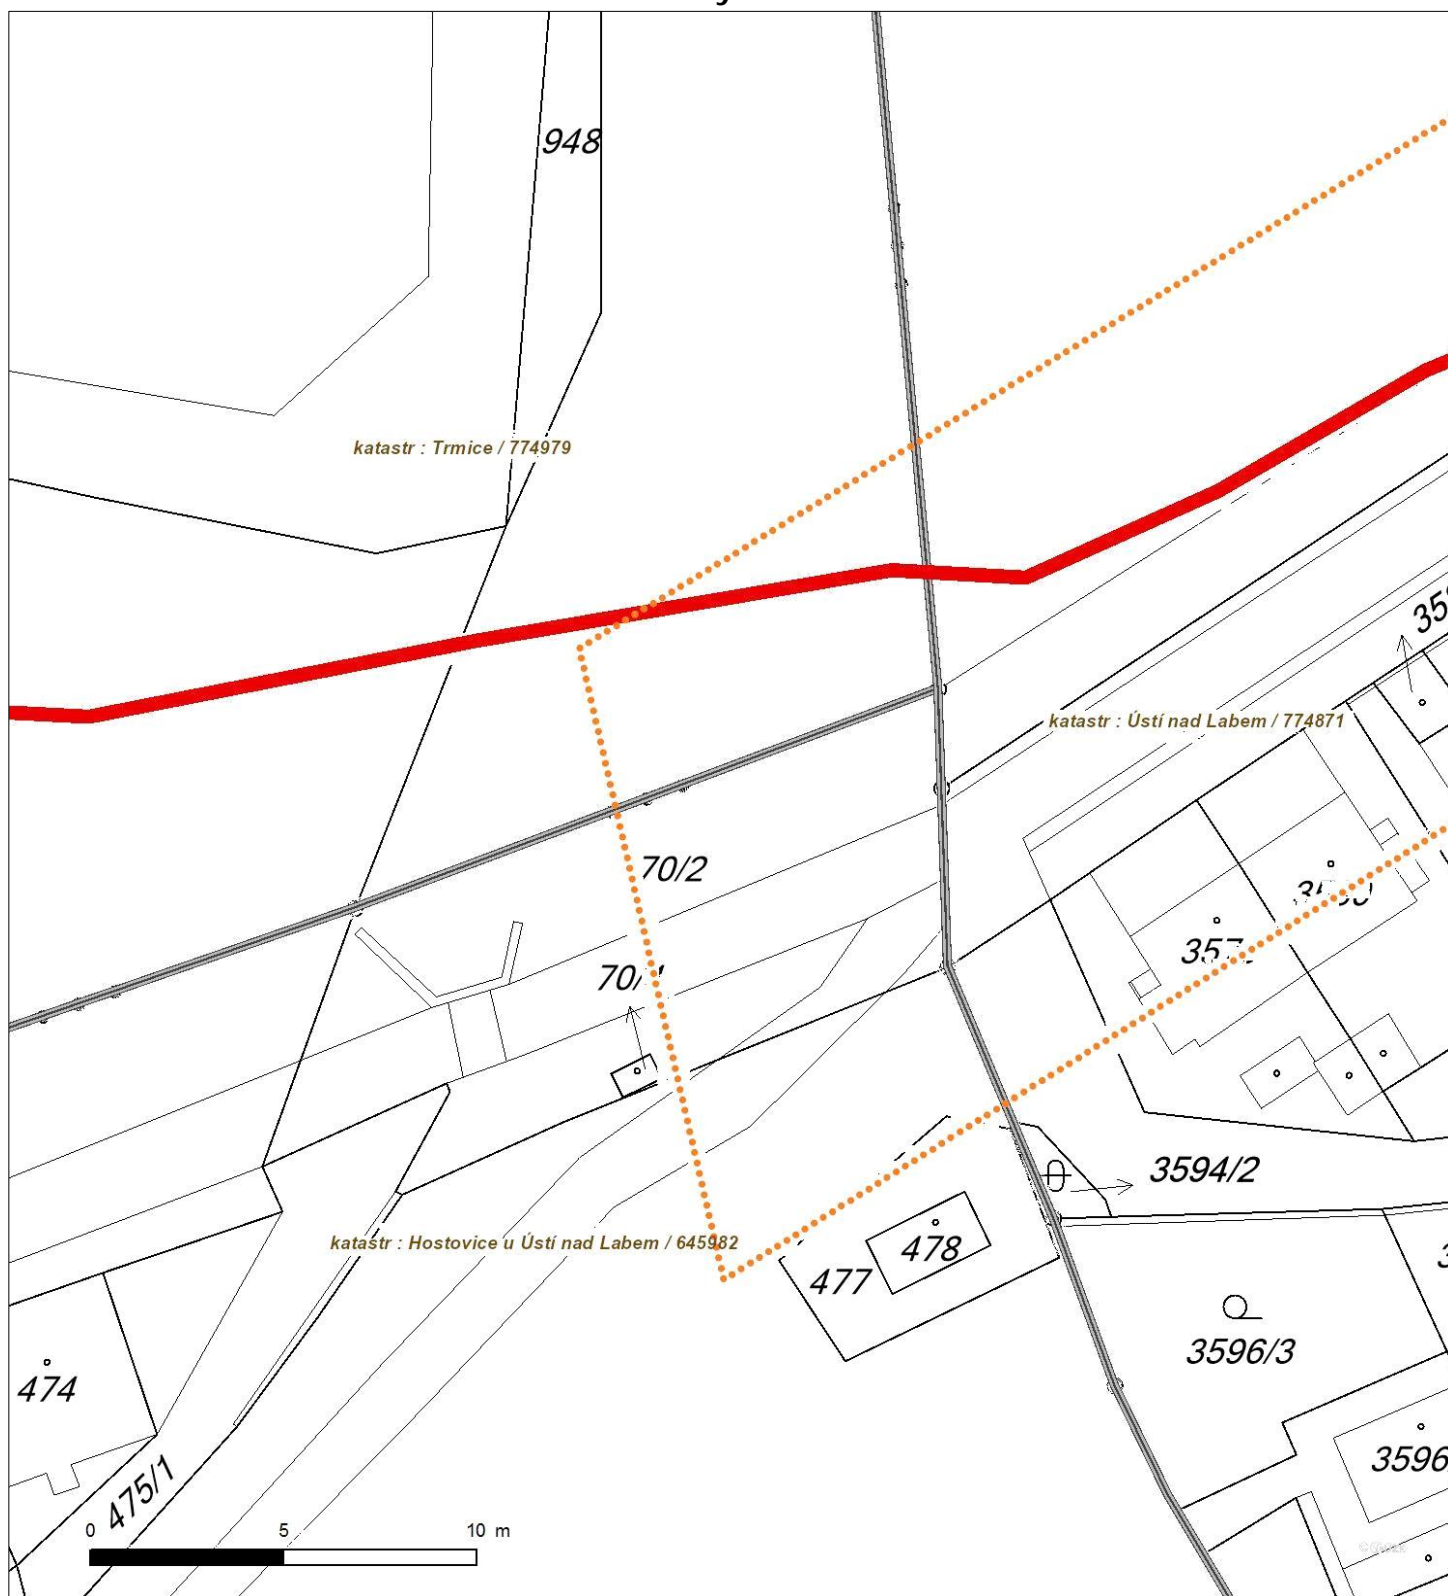 948
katastr : Trmice / 774979
katastr : Ústí nad Labem / 774871
70/2
3594/2
katastr : Hostovice u Ústí nad Labem / 645982
478
477
3596/3
474
475/1
0 5 10 m